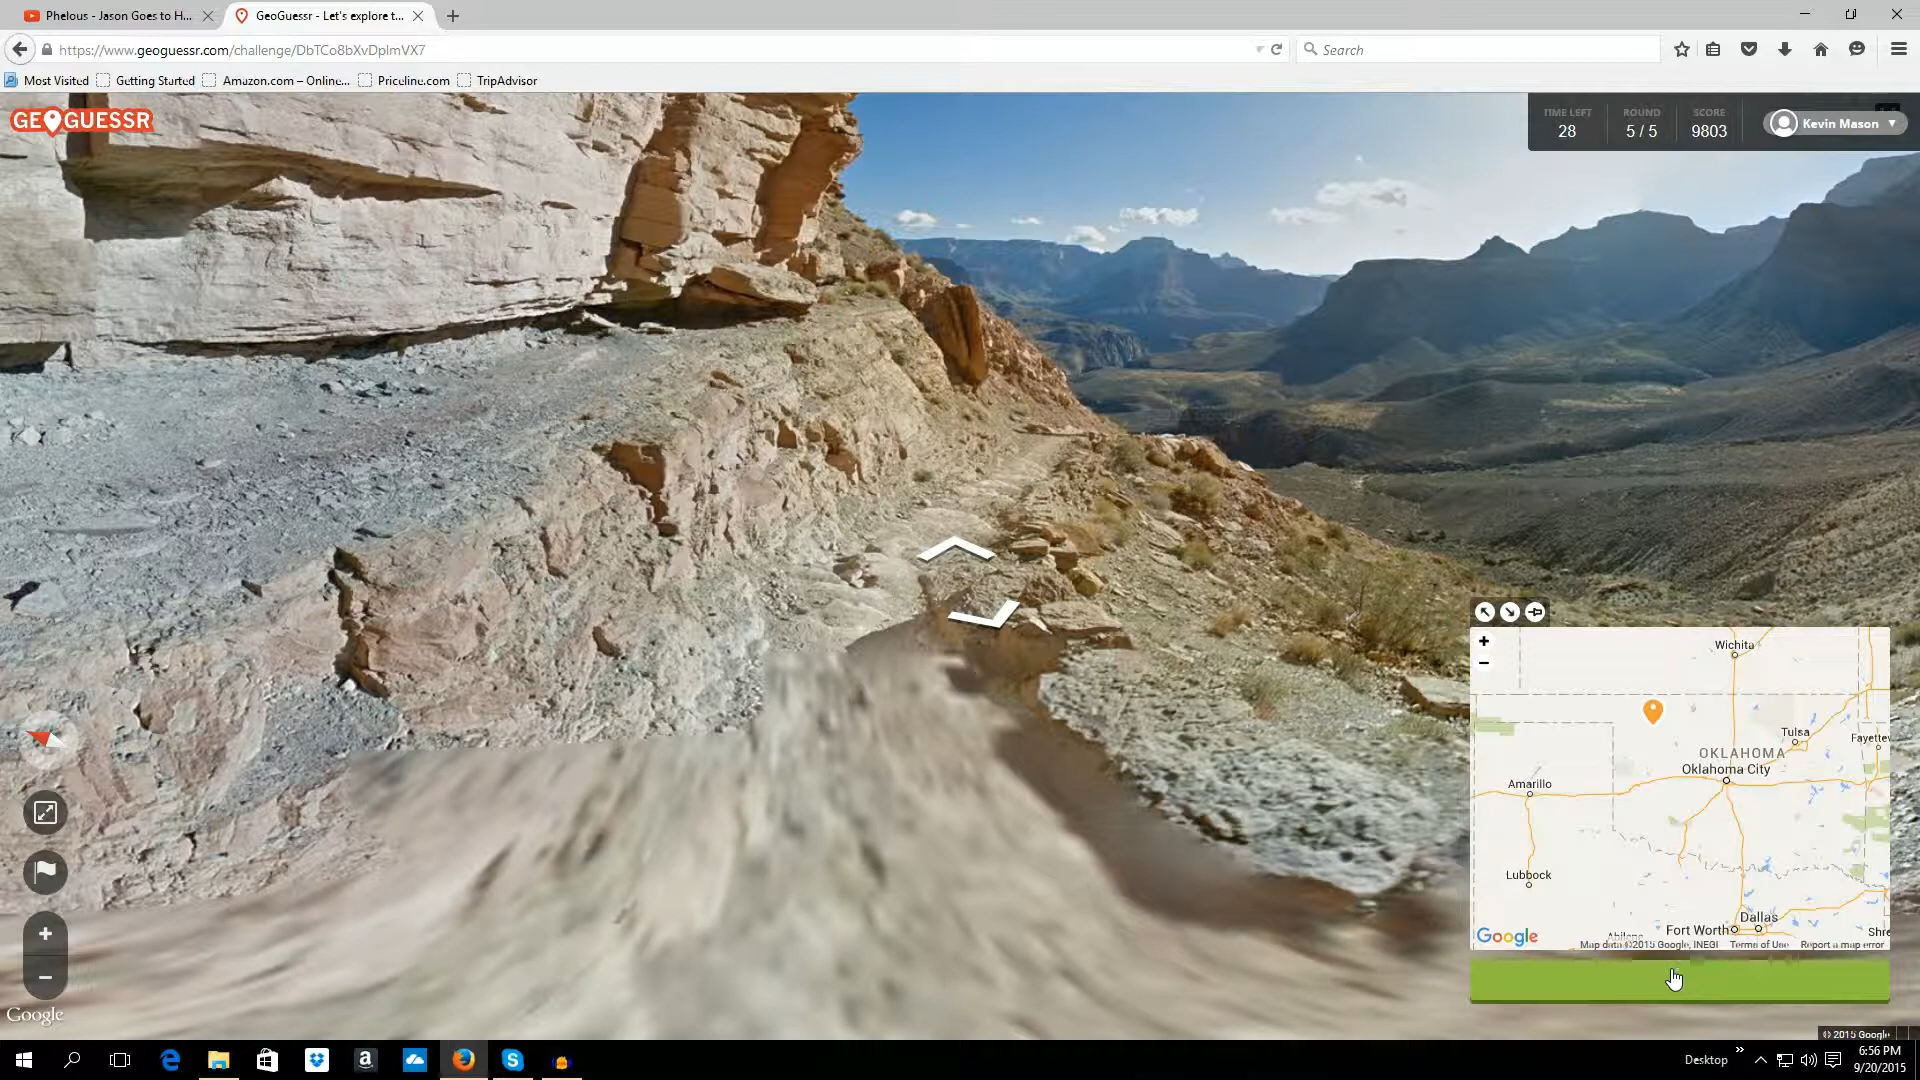 Phelous - Jason Goes to H...
GeoGuessr - Let's explore t...
https://www.geoguessr.com/challenge/DbTCo8bXvDplmVX7
Search
Most Visited
Getting Started
Amazon.com – Online...
Priceline.com
TripAdvisor
GEOGUESSR
TIME LEFT
28
ROUND
5 / 5
SCORE
9803
Kevin Mason
Wichita
Tulsa
OKLAHOMA
Oklahoma City
Amarillo
Lubbock
Dallas
Fort Worth
Abilene
Shre
Google
Map data ©2015 Google, INEGI
Terms of Use
Report a map error
Google
© 2015 Google
Desktop
6:56 PM
9/20/2015